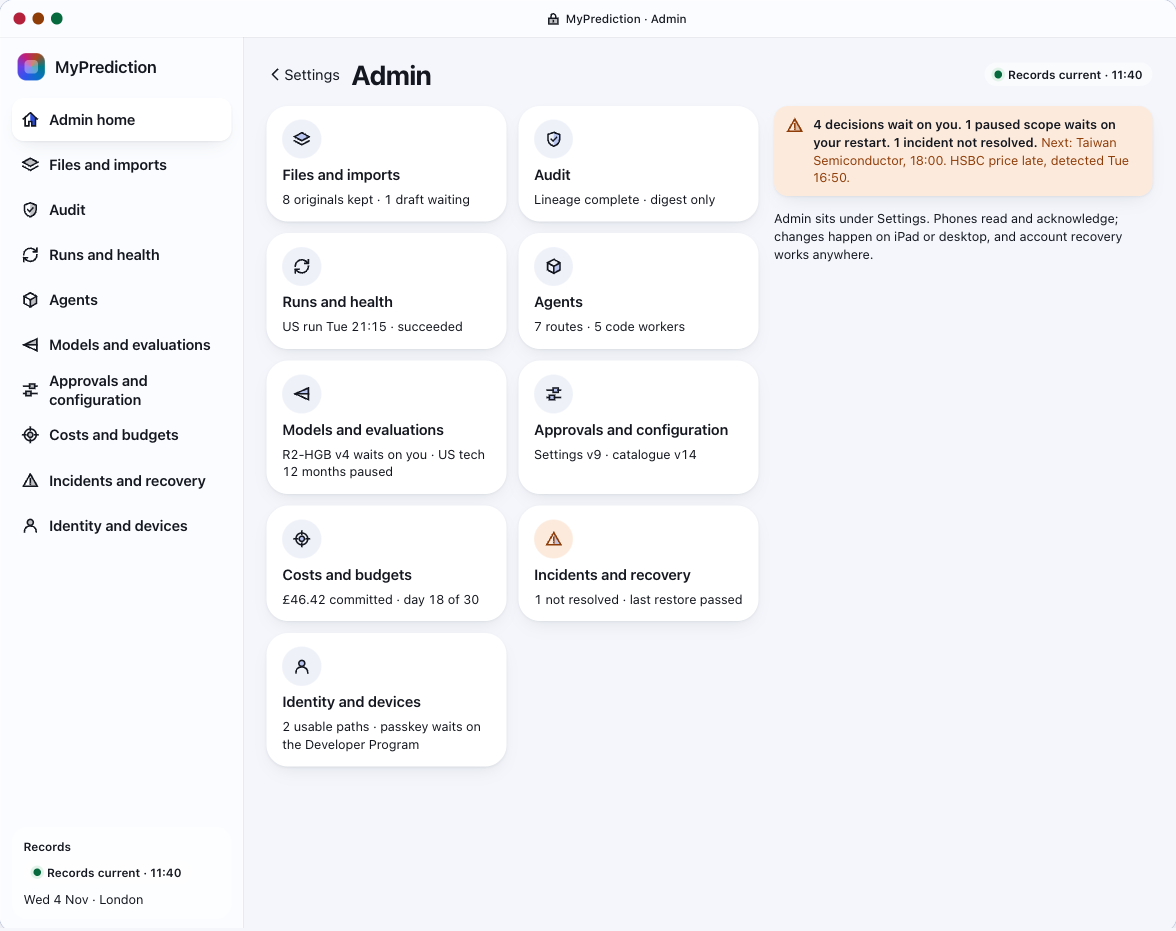 MyPrediction · Admin
MyPrediction
Admin home
Files and imports
Audit
Runs and health
Agents
Models and evaluations
Approvals and
configuration
Costs and budgets
Incidents and recovery
Identity and devices
Records
Records current · 11:40
Wed 4 Nov · London
Settings
Admin
Records current · 11:40
Files and imports
8 originals kept · 1 draft waiting
Audit
Lineage complete · digest only
Runs and health
US run Tue 21:15 · succeeded
Agents
7 routes · 5 code workers
Models and evaluations
R2-HGB v4 waits on you · US tech
12 months paused
Approvals and configuration
Settings v9 · catalogue v14
Costs and budgets
£46.42 committed · day 18 of 30
Incidents and recovery
1 not resolved · last restore passed
Identity and devices
2 usable paths · passkey waits on
the Developer Program
4 decisions wait on you. 1 paused scope waits on
your restart. 1 incident not resolved. Next: Taiwan
Semiconductor, 18:00. HSBC price late, detected Tue
16:50.
Admin sits under Settings. Phones read and acknowledge;
changes happen on iPad or desktop, and account recovery
works anywhere.